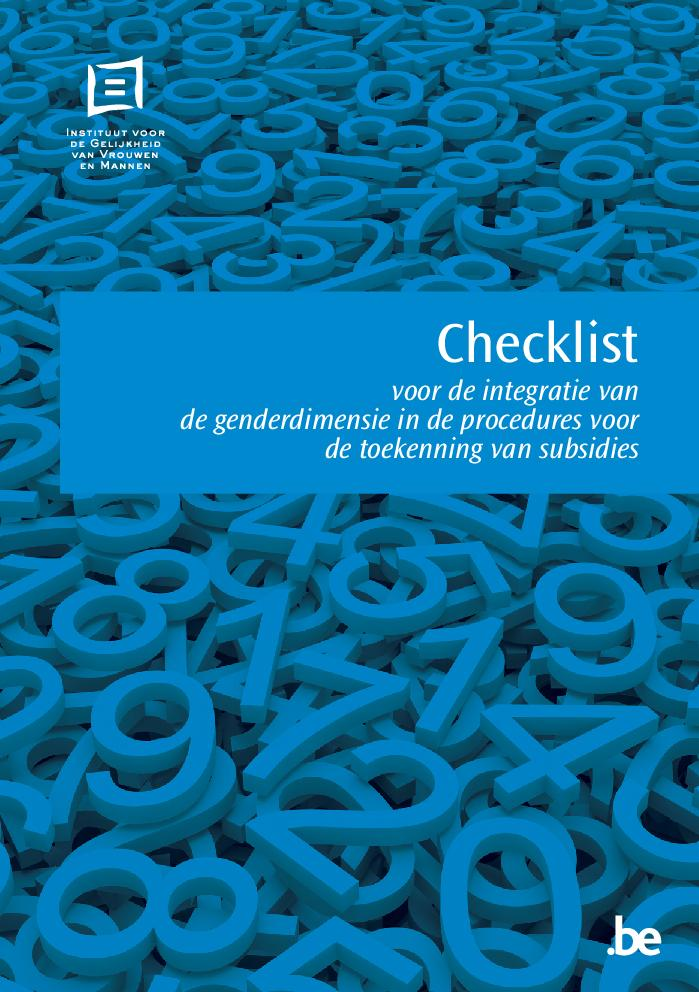 INSTITUUT VOOR
DE GELIJKHEID
VAN VROUWEN
EN MANNEN
Checklist
voor de integratie van
de genderdimensie in de procedures voor
de toekenning van subsidies
.be